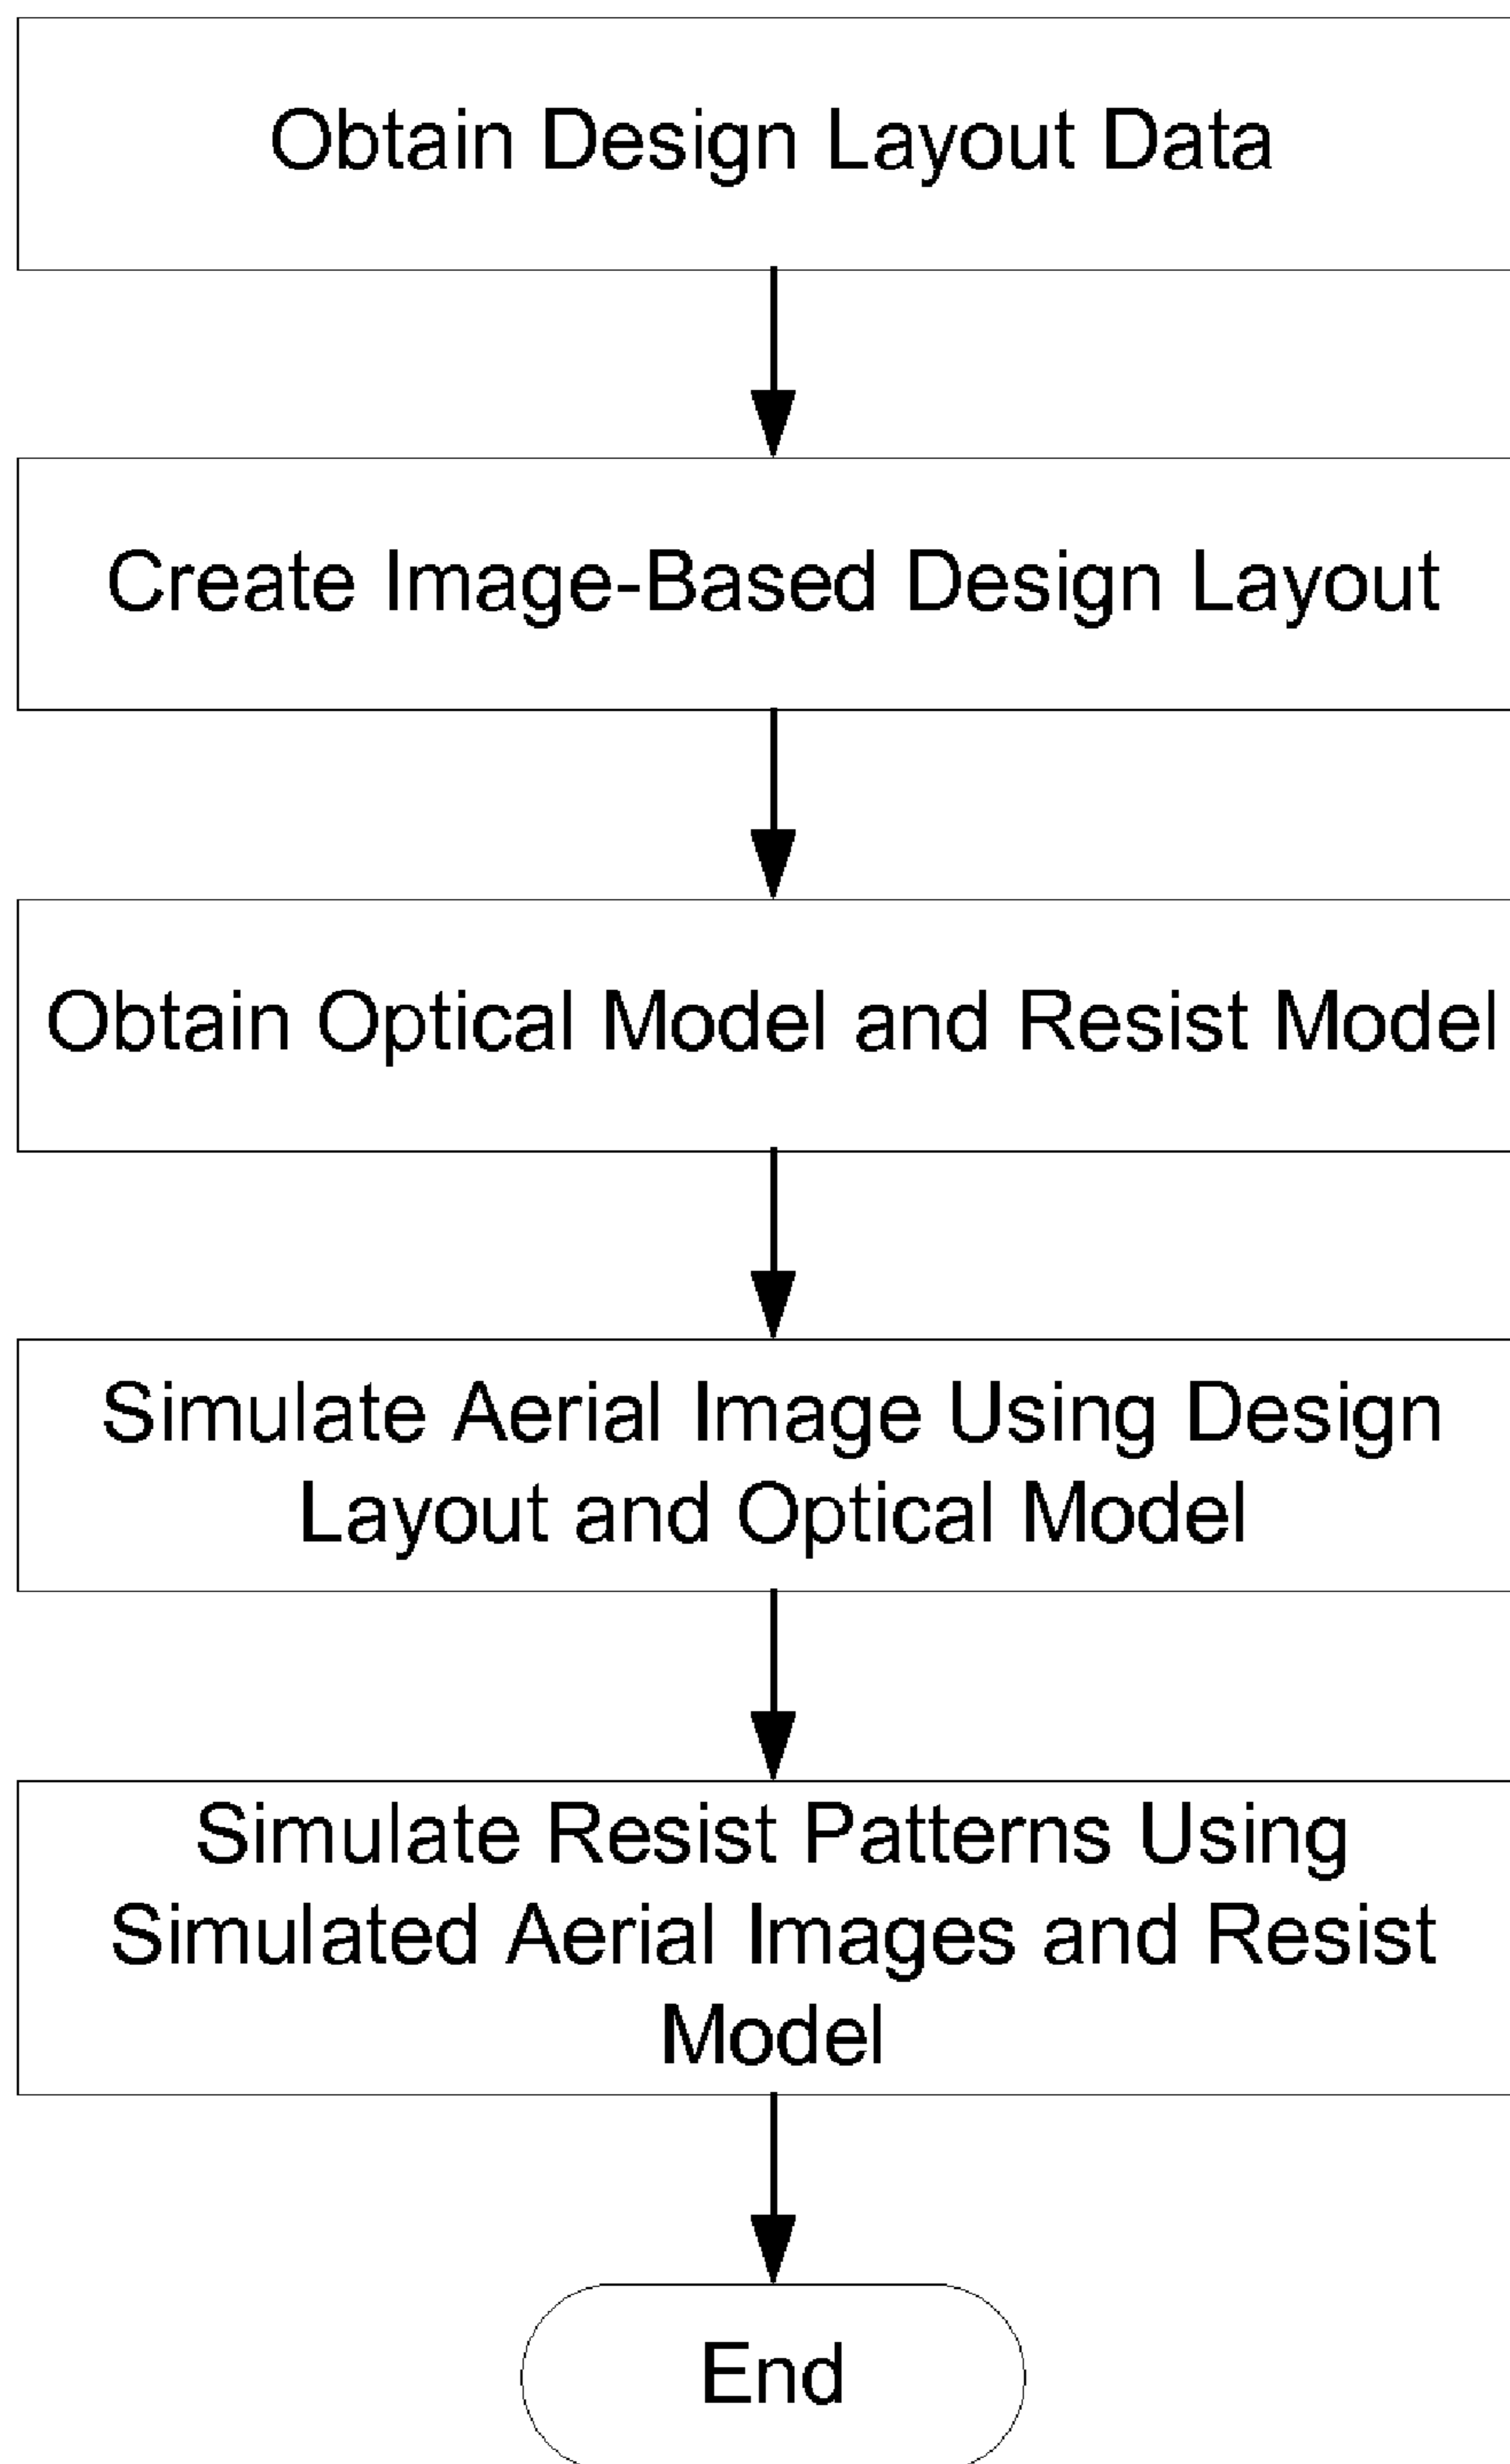 Obtain Design Layout Data
Create Image-Based Design Layout
Obtain Optical Model and Resist Model
Simulate Aerial Image Using Design
Layout and Optical Model
Simulate Resist Patterns Using
Simulated Aerial Images and Resist
Model
End